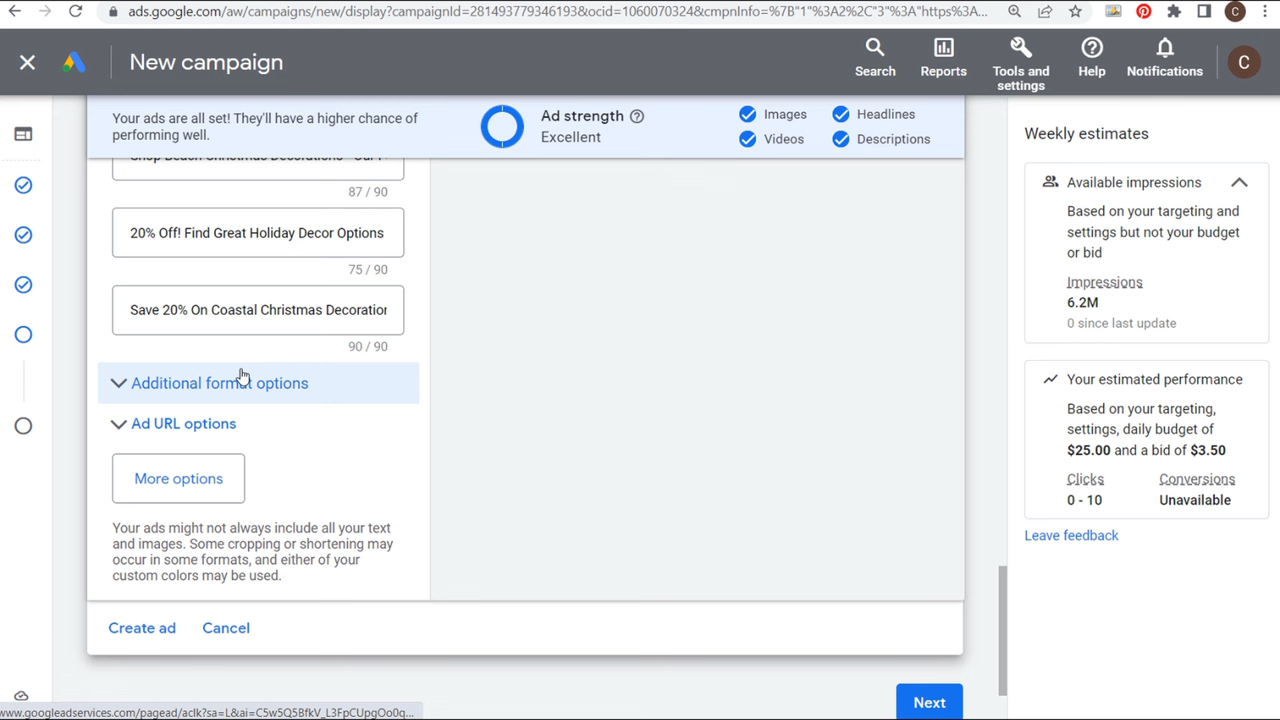 ads.google.com/aw/campaigns/new/display?campaignId=281493779346193&ocid=1060070324&cmpnInfo=%7B"1"%3A2%2C"3"%3A"https%3A...
C
New campaign
Search
Reports
Tools and
settings
Help
Notifications
C
Your ads are all set! They'll have a higher chance of
performing well.
Ad strength
Excellent
Images
Headlines
Videos
Descriptions
Shop Beach Christmas Decorations - Our
87 / 90
20% Off! Find Great Holiday Decor Options
75 / 90
Save 20% On Coastal Christmas Decoration
90 / 90
Additional format options
Ad URL options
More options
Your ads might not always include all your text
and images. Some cropping or shortening may
occur in some formats, and either of your
custom colors may be used.
Create ad
Cancel
Next
Weekly estimates
Available impressions
Based on your targeting and
settings but not your budget
or bid
Impressions
6.2M
0 since last update
Your estimated performance
Based on your targeting,
settings, daily budget of
$25.00 and a bid of $3.50
Clicks
Conversions
0 - 10
Unavailable
Leave feedback
www.googleadservices.com/pagead/aclk?sa=L&ai=C5w5Q5BfkV_L3FpCUpgOo0q...